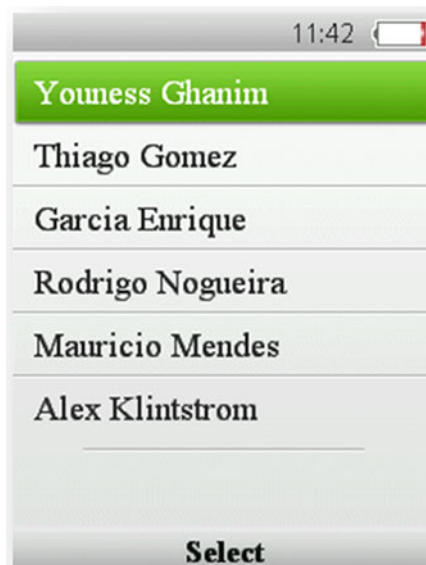 11:42
Youness Ghanim
Thiago Gomez
Garcia Enrique
Rodrigo Nogueira
Mauricio Mendes
Alex Klintstrom
Select